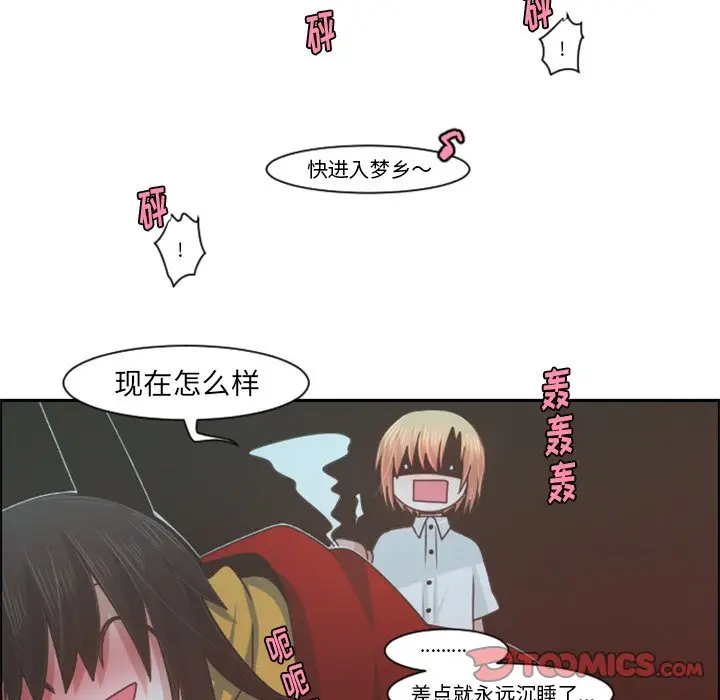 砰
砰
!
快进入梦乡～
砰
!
现在怎么样
轰
轰
轰
呃
呃
.........
差点就永远沉睡了...
TOOMICS.COM